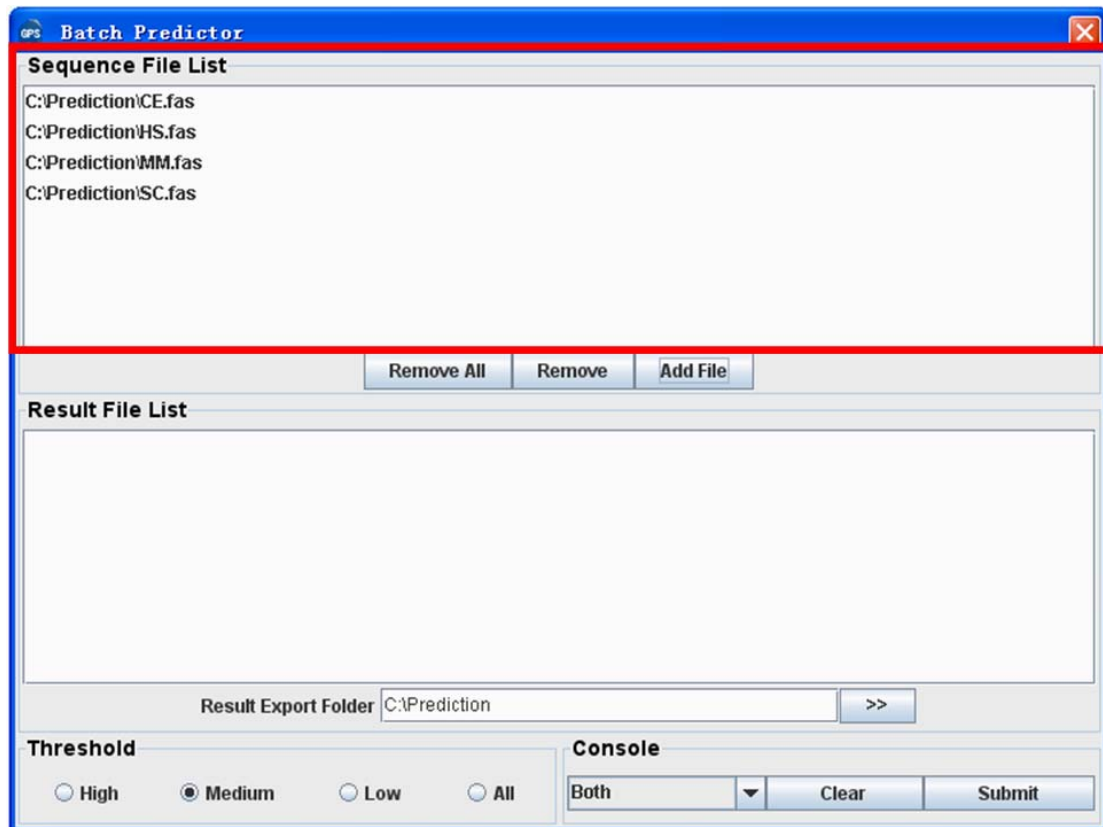 GPS Batch Predictor
Sequence File List
C:\Prediction\CE.fas
C:\Prediction\HS.fas
C:\Prediction\MM.fas
C:\Prediction\SC.fas
Remove All Remove Add File
Result File List
Result Export Folder C:\Prediction >>
Threshold Console
High Medium Low All Both Clear Submit